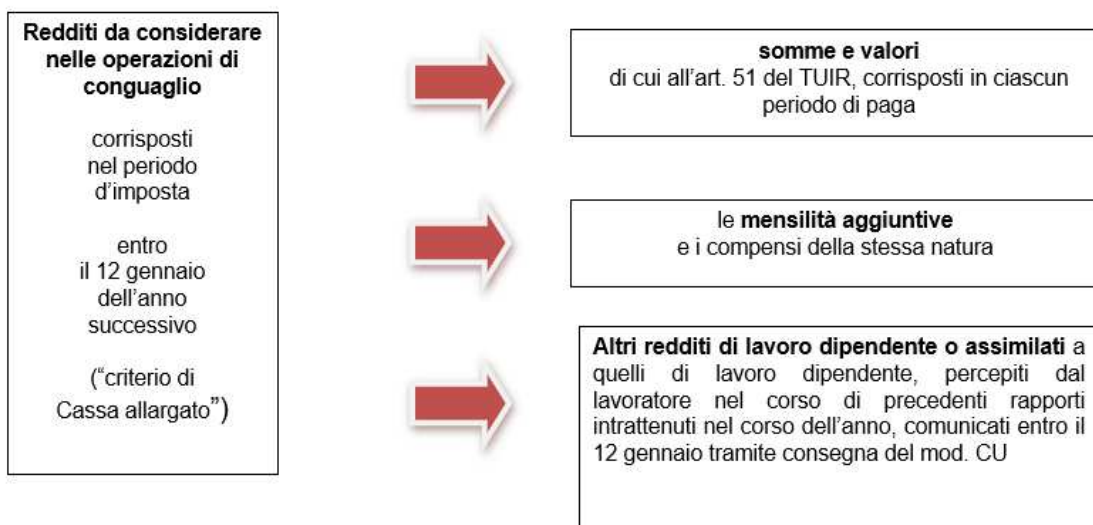 Redditi da considerare
nelle operazioni di
conguaglio
corrisposti
nel periodo
d'imposta
entro
il 12 gennaio
dell'anno
successivo
("criterio di
Cassa allargato")
somme e valori
di cui all'art. 51 del TUIR, corrisposti in ciascun
periodo di paga
le mensilità aggiuntive
e i compensi della stessa natura
Altri redditi di lavoro dipendente o assimilati a
quelli di lavoro dipendente, percepiti dal
lavoratore nel corso di precedenti rapporti
intrattenuti nel corso dell'anno, comunicati entro il
12 gennaio tramite consegna del mod. CU